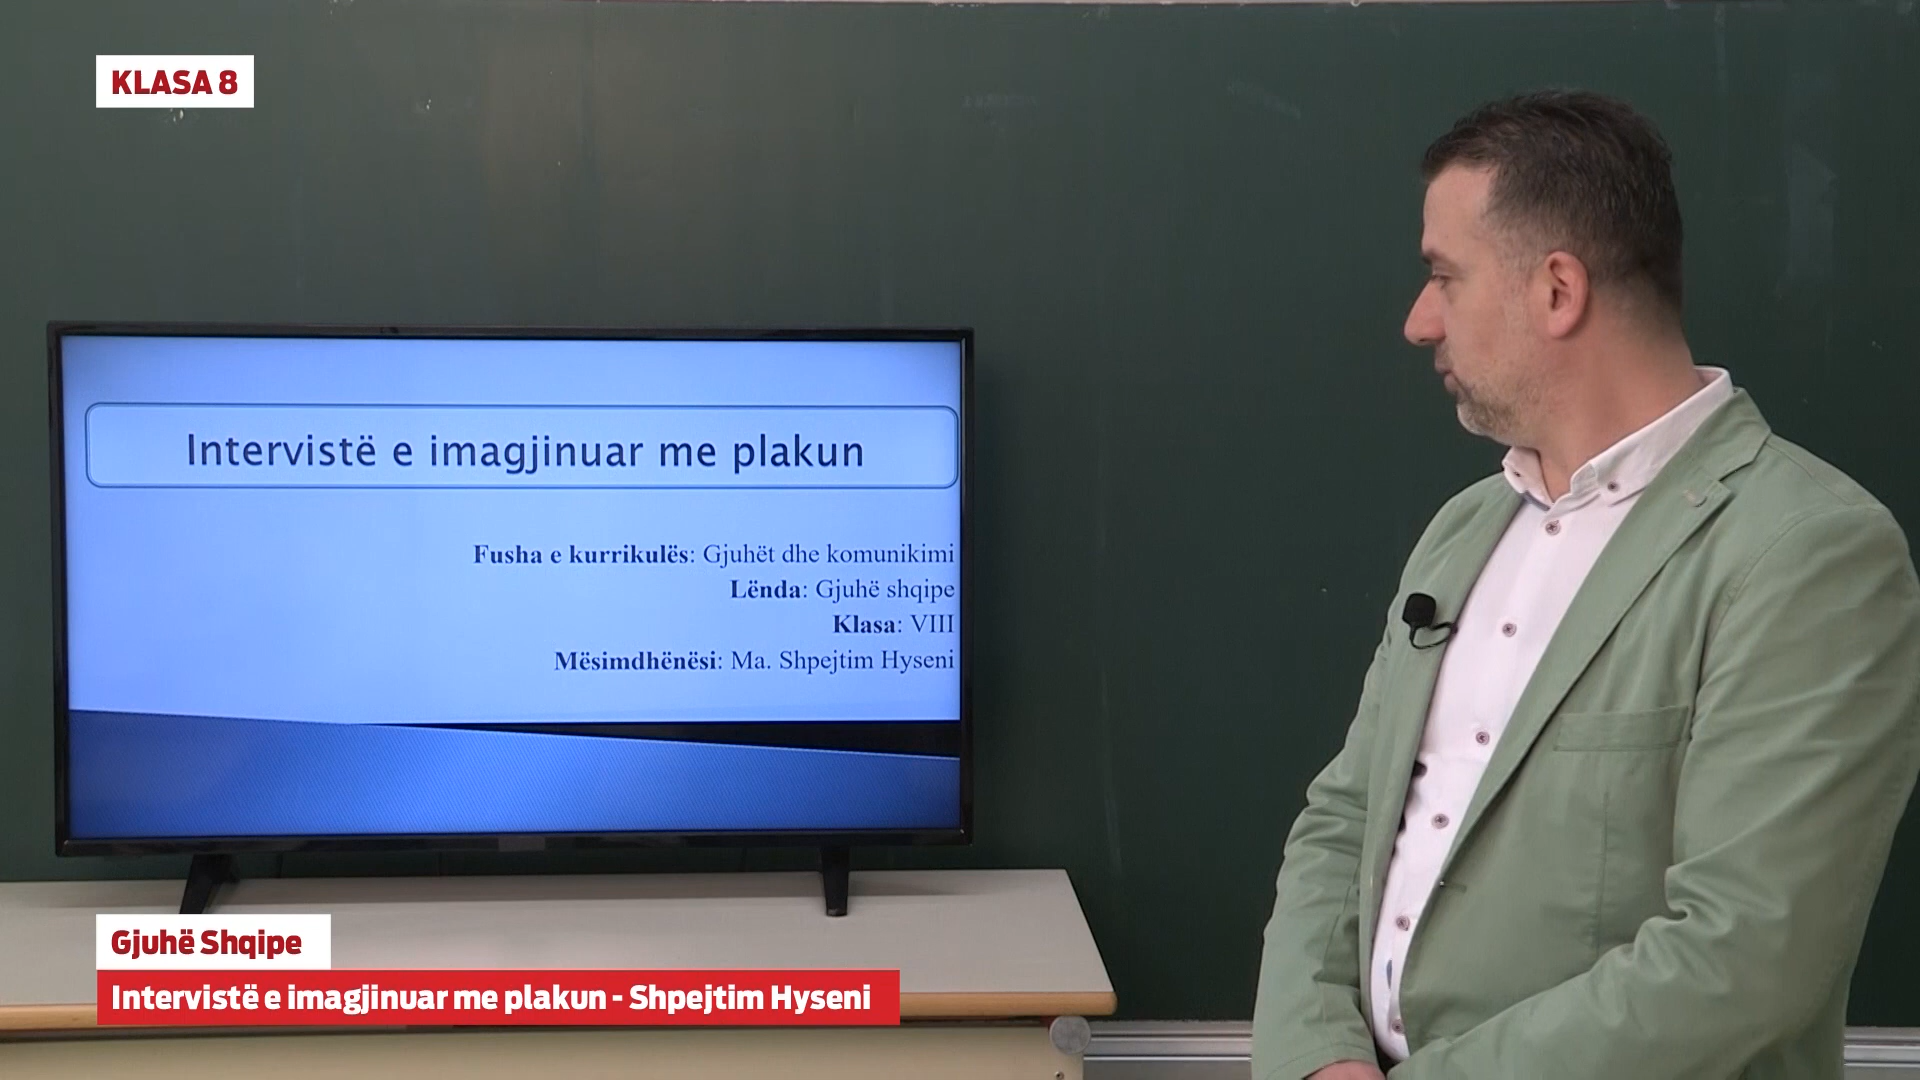 KLASA 8
Intervistë e imagjinuar me plakun
Fusha e kurrikulës: Gjuhët dhe komunikimi
Lënda: Gjuhë shqipe
Klasa: VIII
Mësimdhënësi: Ma. Shpejtim Hyseni
Gjuhë Shqipe
Intervistë e imagjinuar me plakun - Shpejtim Hyseni